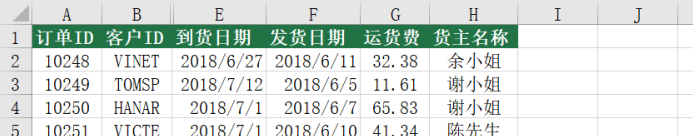 A B E F G H I J
1 订单ID 客户ID 到货日期 发货日期 运货费 货主名称
2 10248 VINET 2018/6/27 2018/6/11 32.38 余小姐
3 10249 TOMSP 2018/7/12 2018/6/5 11.61 谢小姐
4 10250 HANAR 2018/7/1 2018/6/7 65.83 谢小姐
5 10251 VICTE 2018/7/1 2018/6/10 41.34 陈先生